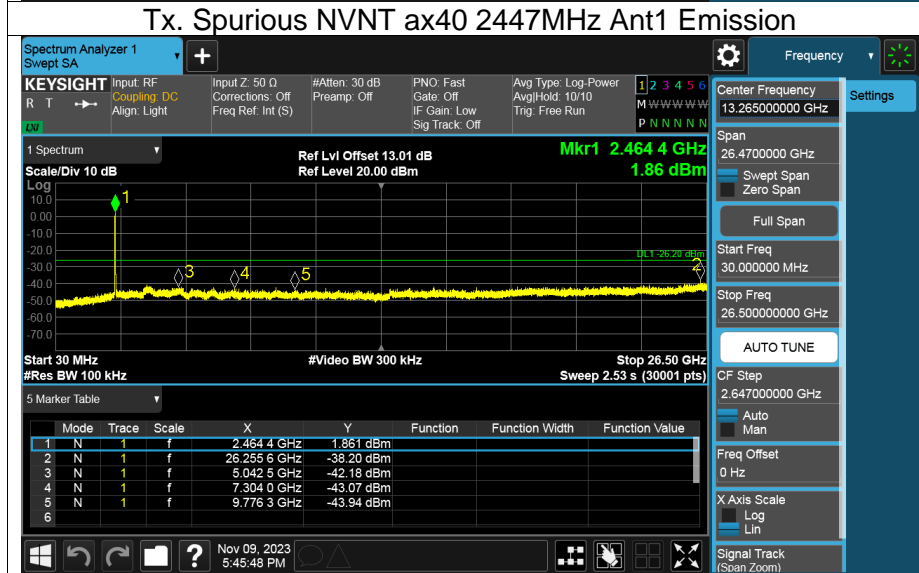 Tx. Spurious NVNT ax40 2447MHz Ant1 Emission
Spectrum Analyzer 1
Swept SA
+
Frequency
KEYSIGHT
R T
LXI
Input: RF
Coupling: DC
Align: Light
Input Z: 50 Ω
Corrections: Off
Freq Ref: Int (S)
#Atten: 30 dB
Preamp: Off
PNO: Fast
Gate: Off
IF Gain: Low
Sig Track: Off
Avg Type: Log-Power
Avg|Hold: 10/10
Trig: Free Run
1 2 3 4 5 6
M W W W W W
P N N N N N
Settings
1 Spectrum
Scale/Div 10 dB
Ref Lvl Offset 13.01 dB
Ref Level 20.00 dBm
Mkr1 2.464 4 GHz
1.86 dBm
Log
10.0
0.00
-10.0
-20.0
-30.0
-40.0
-50.0
-60.0
-70.0
1
3
4
5
2
DL1 -26.20 dBm
Start 30 MHz
#Video BW 300 kHz
Stop 26.50 GHz
#Res BW 100 kHz
Sweep 2.53 s (30001 pts)
5 Marker Table
Mode Trace Scale X Y Function Function Width Function Value
1 N 1 f 2.464 4 GHz 1.861 dBm
2 N 1 f 26.255 6 GHz -38.20 dBm
3 N 1 f 5.042 5 GHz -42.18 dBm
4 N 1 f 7.304 0 GHz -43.07 dBm
5 N 1 f 9.776 3 GHz -43.94 dBm
6
Center Frequency
13.265000000 GHz
Span
26.4700000 GHz
Swept Span
Zero Span
Full Span
Start Freq
30.000000 MHz
Stop Freq
26.500000000 GHz
AUTO TUNE
CF Step
2.647000000 GHz
Auto
Man
Freq Offset
0 Hz
X Axis Scale
Log
Lin
Signal Track
(Span Zoom)
?
Nov 09, 2023
5:45:48 PM